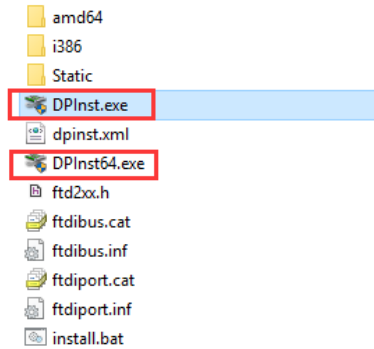 amd64
i386
Static
DPInst.exe
dpinst.xml
DPInst64.exe
ftd2xx.h
ftdibus.cat
ftdibus.inf
ftdiport.cat
ftdiport.inf
install.bat